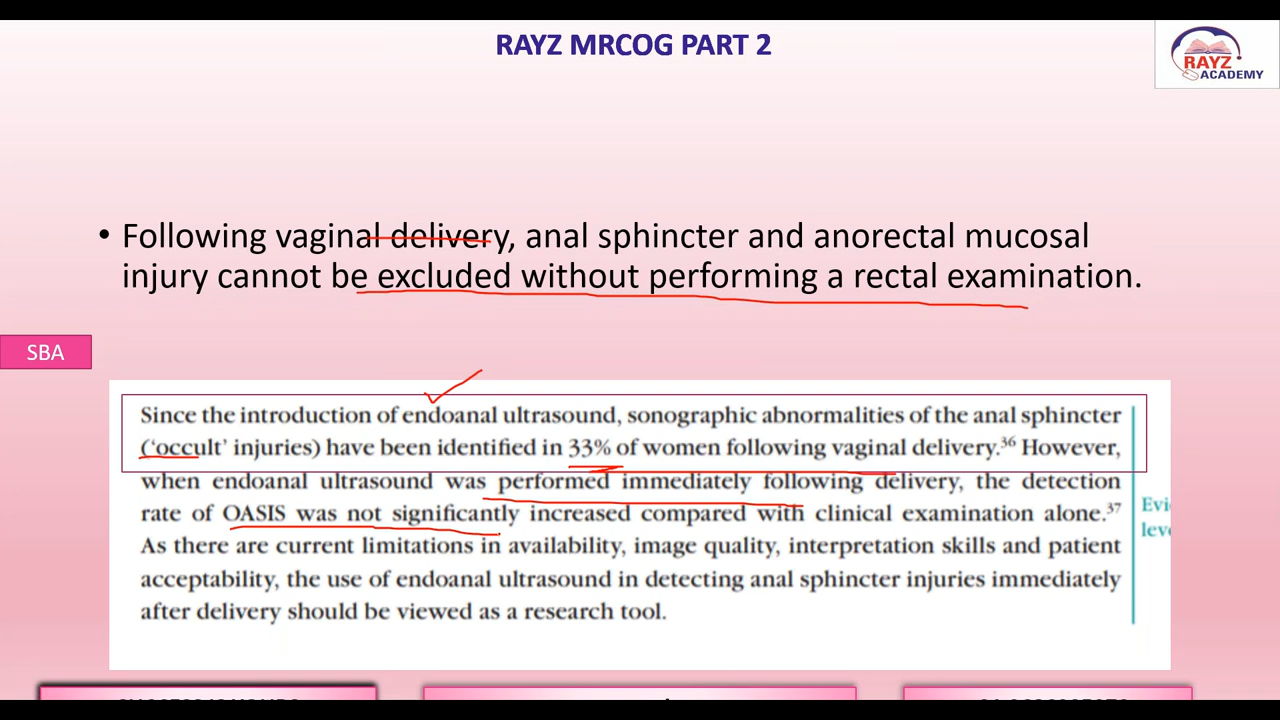 RAYZ MRCOG PART 2
RAYZ
ACADEMY
• Following vaginal delivery, anal sphincter and anorectal mucosal
injury cannot be excluded without performing a rectal examination.
SBA
Since the introduction of endoanal ultrasound, sonographic abnormalities of the anal sphincter
(‘occult’ injuries) have been identified in 33% of women following vaginal delivery.36 However,
when endoanal ultrasound was performed immediately following delivery, the detection
rate of OASIS was not significantly increased compared with clinical examination alone.37
Evi
leve
As there are current limitations in availability, image quality, interpretation skills and patient
acceptability, the use of endoanal ultrasound in detecting anal sphincter injuries immediately
after delivery should be viewed as a research tool.